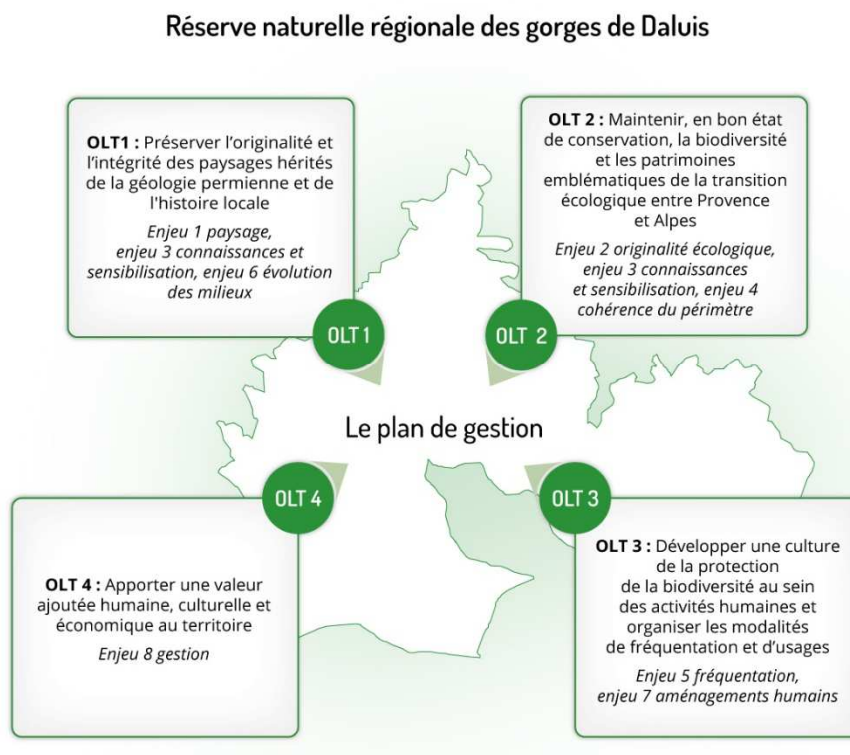 Réserve naturelle régionale des gorges de Daluis
OLT1 : Préserver l’originalité et
l’intégrité des paysages hérités
de la géologie permienne et de
l'histoire locale
Enjeu 1 paysage,
enjeu 3 connaissances et
sensibilisation, enjeu 6 évolution
des milieux
OLT 1
OLT 2 : Maintenir, en bon état
de conservation, la biodiversité
et les patrimoines
emblématiques de la transition
écologique entre Provence
et Alpes
Enjeu 2 originalité écologique,
enjeu 3 connaissances
et sensibilisation, enjeu 4
cohérence du périmètre
OLT 2
Le plan de gestion
OLT 4
OLT 4 : Apporter une valeur
ajoutée humaine, culturelle et
économique au territoire
Enjeu 8 gestion
OLT 3
OLT 3 : Développer une culture
de la protection
de la biodiversité au sein
des activités humaines et
organiser les modalités
de fréquentation et d’usages
Enjeu 5 fréquentation,
enjeu 7 aménagements humains